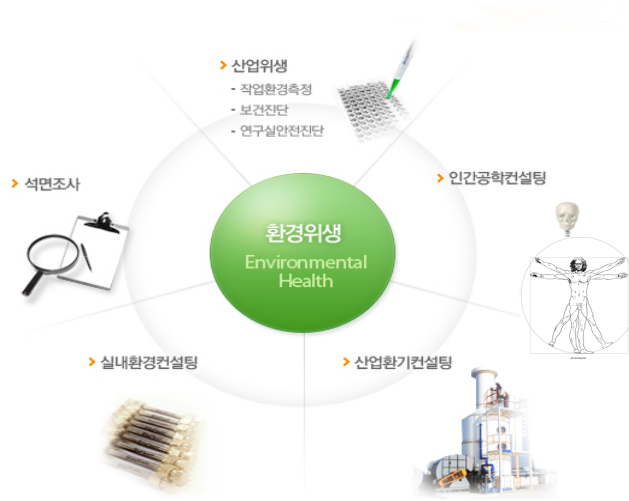 산업위생
- 작업환경측정
- 보건진단
- 연구실안전진단
석면조사
인간공학컨설팅
환경위생
Environmental
Health
실내환경컨설팅
산업환기컨설팅